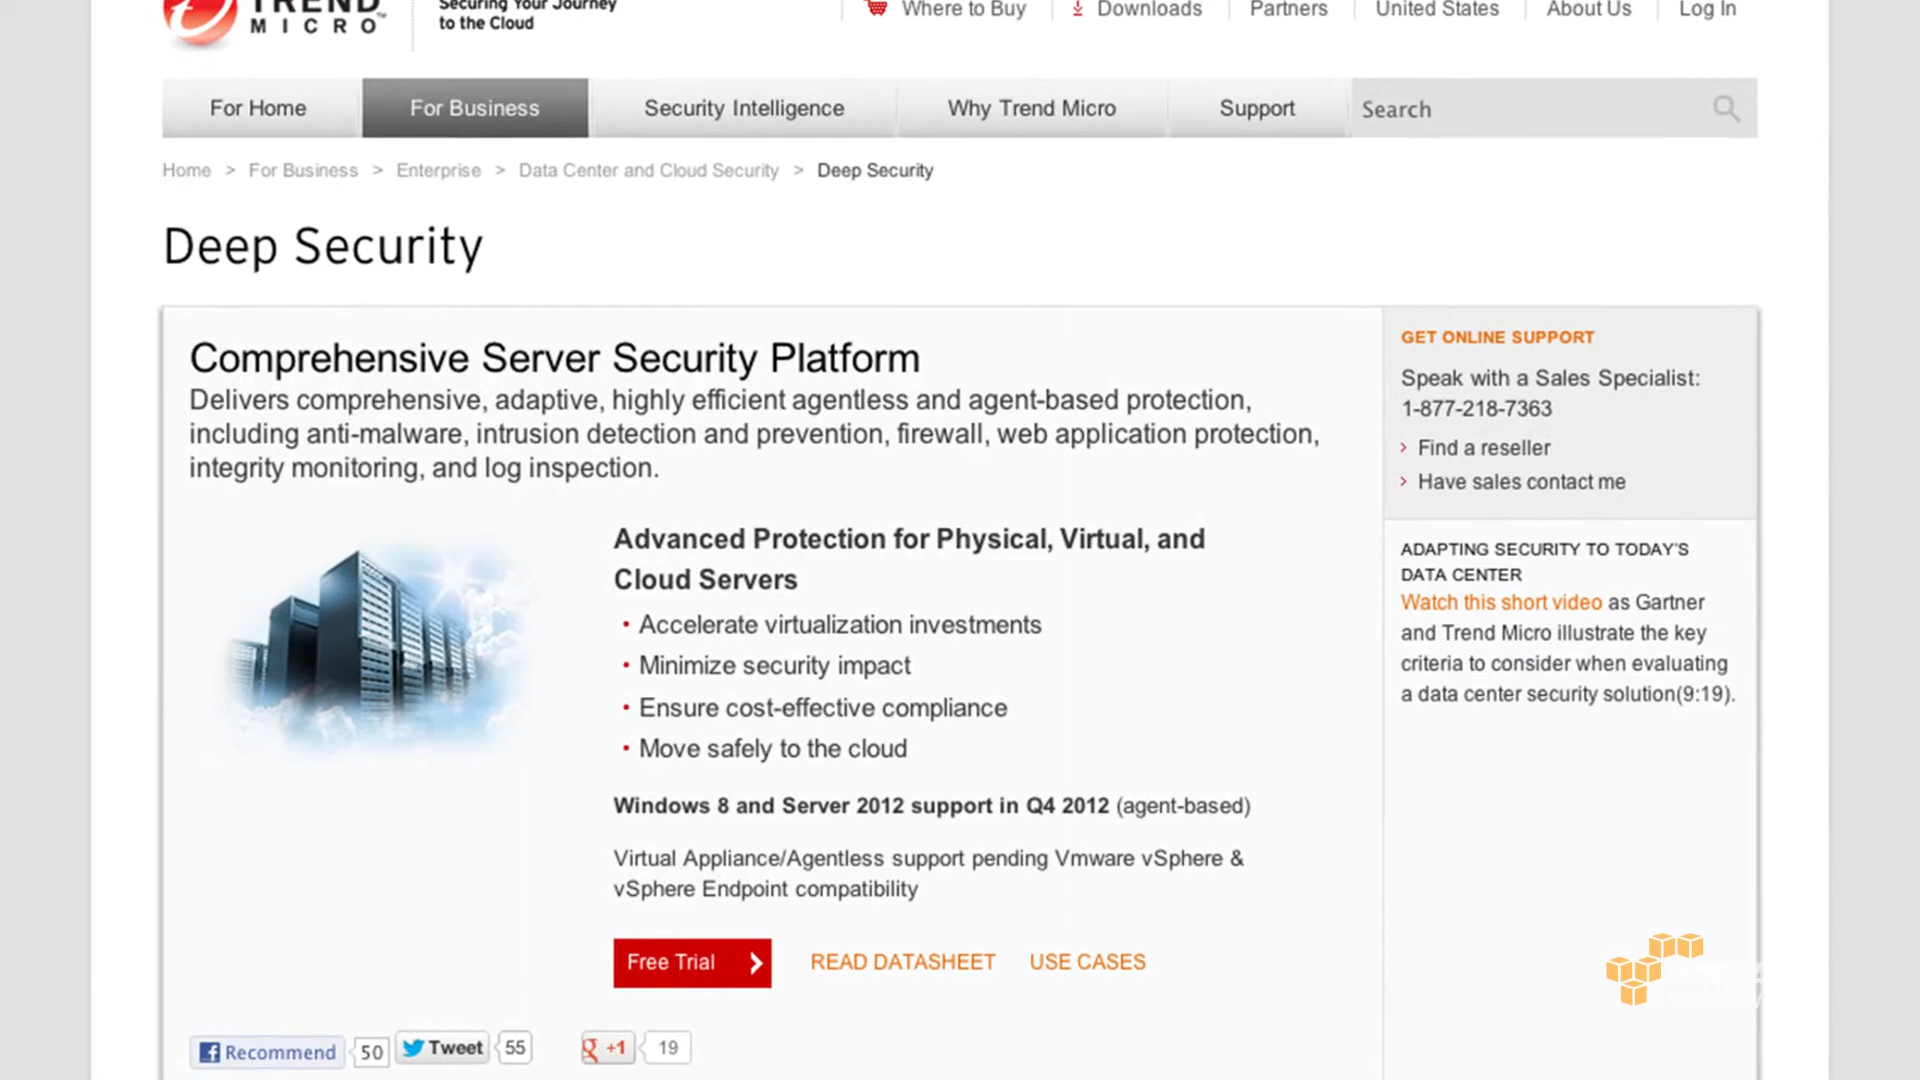 TREND
MICRO™
Securing Your Journey
to the Cloud
Where to Buy
Downloads
Partners
United States
About Us
Log In
For Home
For Business
Security Intelligence
Why Trend Micro
Support
Search
Home > For Business > Enterprise > Data Center and Cloud Security > Deep Security
Deep Security
Comprehensive Server Security Platform
Delivers comprehensive, adaptive, highly efficient agentless and agent-based protection,
including anti-malware, intrusion detection and prevention, firewall, web application protection,
integrity monitoring, and log inspection.
Advanced Protection for Physical, Virtual, and
Cloud Servers
• Accelerate virtualization investments
• Minimize security impact
• Ensure cost-effective compliance
• Move safely to the cloud
Windows 8 and Server 2012 support in Q4 2012 (agent-based)
Virtual Appliance/Agentless support pending Vmware vSphere &
vSphere Endpoint compatibility
Free Trial
READ DATASHEET
USE CASES
Recommend
50
Tweet
55
+1
19
GET ONLINE SUPPORT
Speak with a Sales Specialist:
1-877-218-7363
› Find a reseller
› Have sales contact me
ADAPTING SECURITY TO TODAY'S
DATA CENTER
Watch this short video as Gartner
and Trend Micro illustrate the key
criteria to consider when evaluating
a data center security solution(9:19).